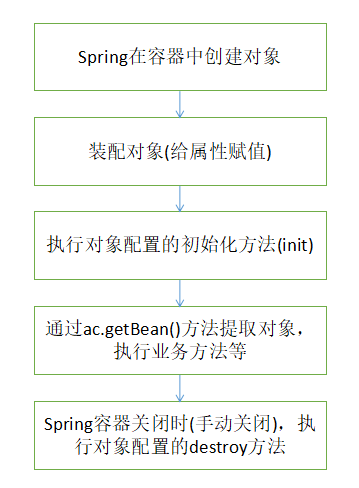 Spring在容器中创建对象
装配对象(给属性赋值)
执行对象配置的初始化方法(init)
通过ac.getBean()方法提取对象，
执行业务方法等
Spring容器关闭时(手动关闭)，执
行对象配置的destroy方法